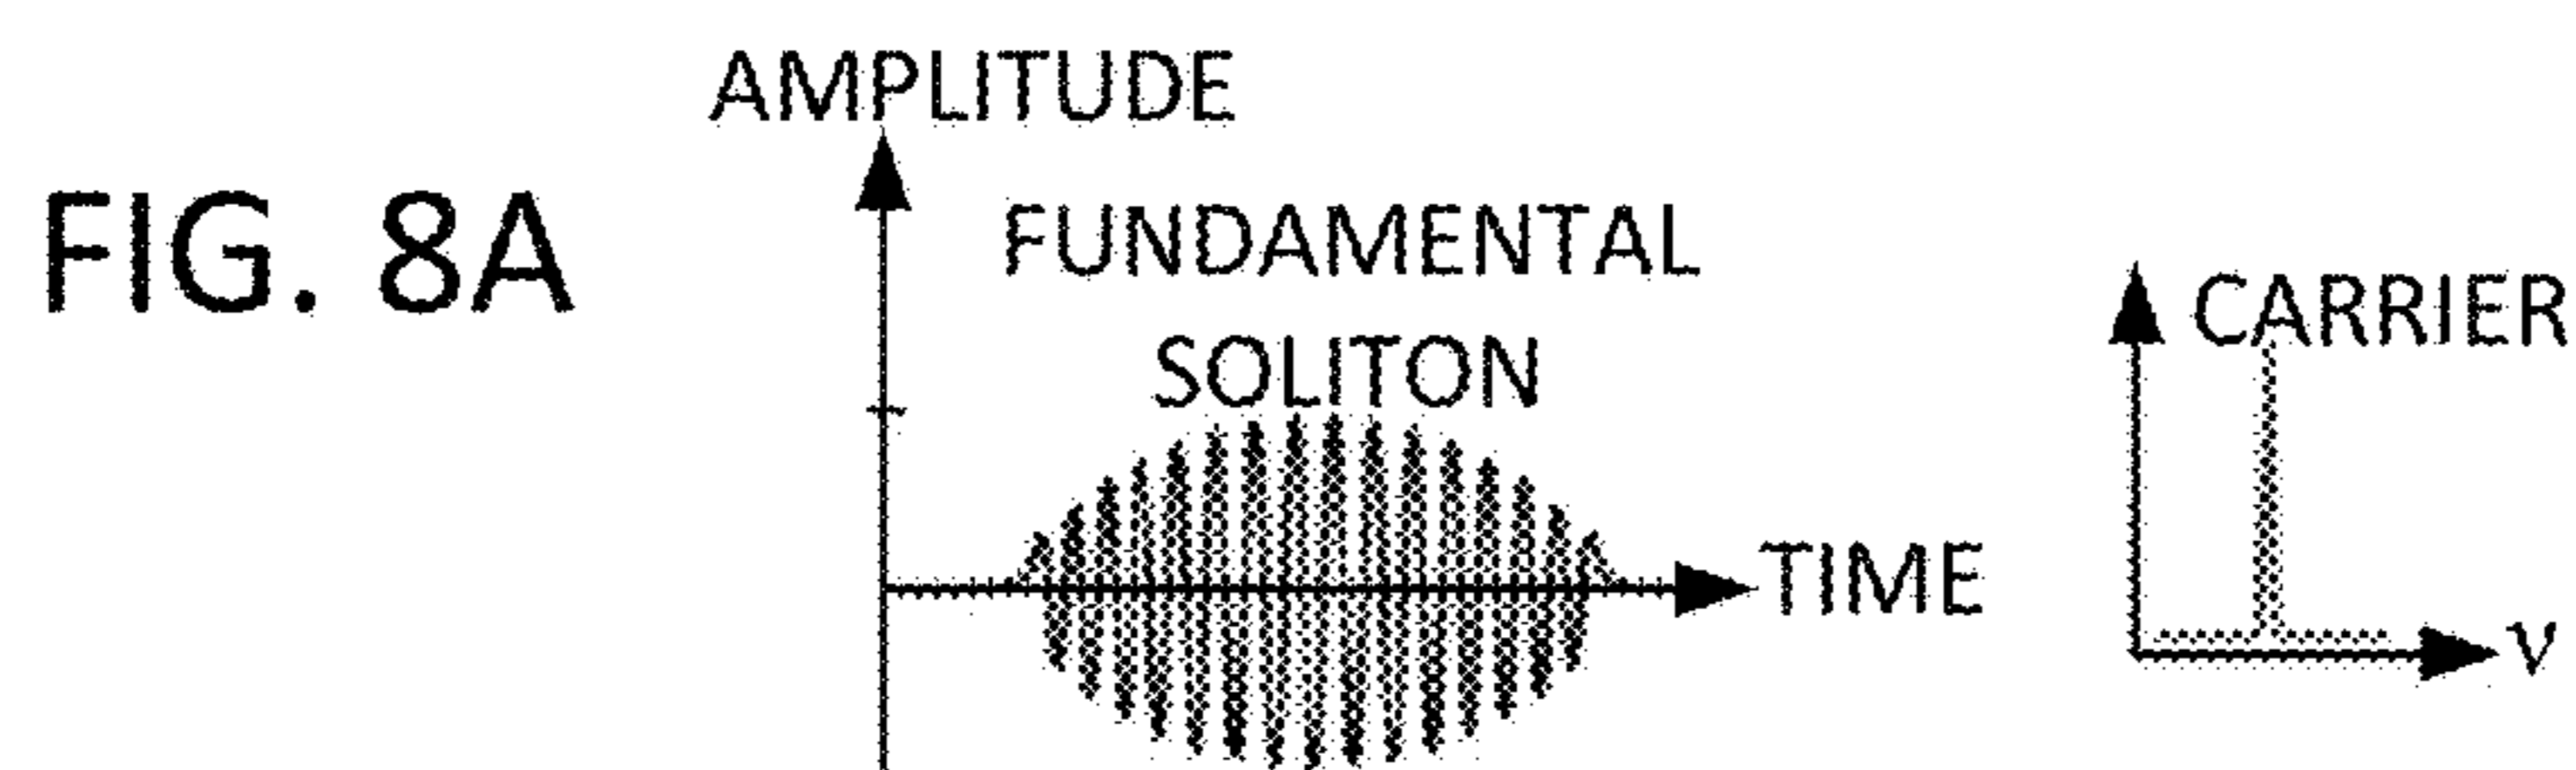 FIG. 8A
AMPLITUDE
FUNDAMENTAL
SOLITON
TIME
CARRIER
ν